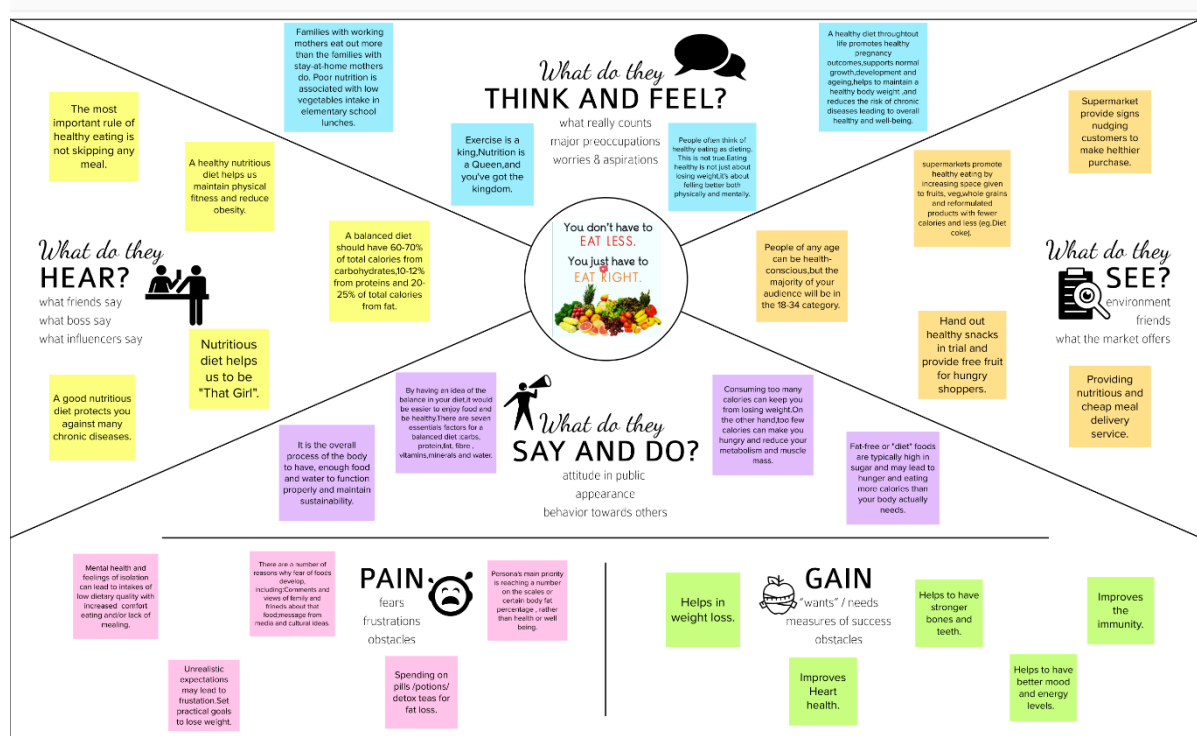 Families with working
mothers eat out more
than the families with
stay-at-home mothers
do. Poor nutrition is
associated with low
vegetables intake in
elementary school
lunches.
What do they
THINK AND FEEL?
what really counts
major preoccupations
worries & aspirations
Exercise is a
king,Nutrition is
a Queen,and
you've got the
kingdom.
People often think of
healthy eating as dieting.
This is not true.Eating
healthy is not just about
losing weight,it's about
felling better both
physically and mentally.
A healthy diet throughtout
life promotes healthy
pregnancy
outcomes,supports normal
growth,development and
ageing,helps to maintain a
healthy body weight ,and
reduces the risk of chronic
diseases leading to overall
healthy and well-being.
The most
important rule of
healthy eating is
not skipping any
meal.
A healthy nutritious
diet helps us
maintain physical
fitness and reduce
obesity.
A balanced diet
should have 60-70%
of total calories from
carbohydrates,10-12%
from proteins and 20-
25% of total calories
from fat.
What do they
HEAR?
what friends say
what boss say
what influencers say
Nutritious
diet helps
us to be
"That Girl".
A good nutritious
diet protects you
against many
chronic diseases.
You don't have to
EAT LESS.
You just have to
EAT RIGHT.
Supermarket
provide signs
nudging
customers to
make helthier
purchase.
supermarkets promote
healthy eating by
increasing space given
to fruits, veg,whole grains
and reformulated
products with fewer
calories and less (eg.Diet
coke).
People of any age
can be health-
conscious,but the
majority of your
audience will be in
the 18-34 category.
What do they
SEE?
environment
friends
what the market offers
Hand out
healthy snacks
in trial and
provide free fruit
for hungry
shoppers.
Providing
nutritious and
cheap meal
delivery
service.
By having an idea of the
balance in your diet,it would
be easier to enjoy food and
be healthy.There are seven
essentials factors for a
balanced diet :carbs,
protein,fat, fibre ,
vitamins,minerals and water.
It is the overall
process of the body
to have, enough food
and water to function
properly and maintain
sustainability.
What do they
SAY AND DO?
attitude in public
appearance
behavior towards others
Consuming too many
calories can keep you
from losing weight.On
the other hand,too few
calories can make you
hungry and reduce your
metabolism and muscle
mass.
Fat-free or "diet" foods
are typically high in
sugar and may lead to
hunger and eating
more calories than
your body actually
needs.
Mental health and
feelings of isolation
can lead to intakes of
low dietary quality with
increased comfort
eating and/or lack of
mealing.
There are a number of
reasons why fear of foods
develop,
including:Comments and
views of family and
frineds about that
food,message from
media and cultural ideas.
PAIN
fears
frustrations
obstacles
Porsona's main priority
is reaching a number
on the scales or
certain body fat
percentage , rather
than health or well
being.
Unrealistic
expectations
may lead to
frustation.Set
practical goals
to lose weight.
Spending on
pills /potions/
detox teas for
fat loss.
GAIN
"wants" / needs
measures of success
obstacles
Helps in
weight loss.
Improves
Heart
health.
Helps to have
stronger
bones and
teeth.
Helps to have
better mood
and energy
levels.
Improves
the
immunity.